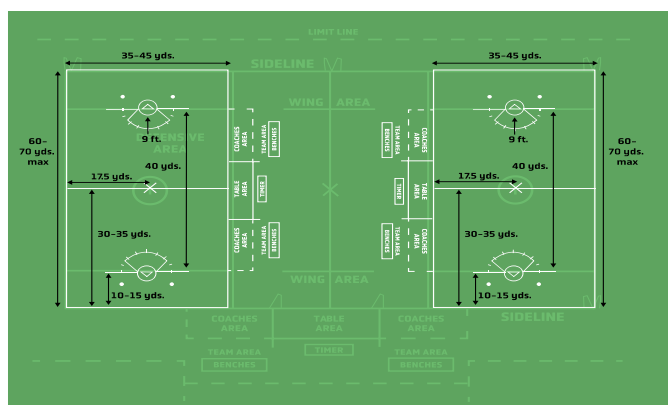 LIMIT LINE
35–45 yds.
35–45 yds.
SIDELINE
WING AREA
9 ft.
DEFENSIVE
AREA
9 ft.
60–
70 yds.
max
60–
70 yds.
max
COACHES
AREA
TEAM AREA
BENCHES
BENCHES
TEAM AREA
COACHES
AREA
40 yds.
40 yds.
17.5 yds.
17.5 yds.
TABLE
AREA
TIMER
TIMER
TABLE
AREA
30–35 yds.
30–35 yds.
COACHES
AREA
TEAM AREA
BENCHES
BENCHES
TEAM AREA
COACHES
AREA
WING AREA
10–15 yds.
10–15 yds.
SIDELINE
COACHES
AREA
TABLE
AREA
COACHES
AREA
TEAM AREA
BENCHES
TIMER
TEAM AREA
BENCHES